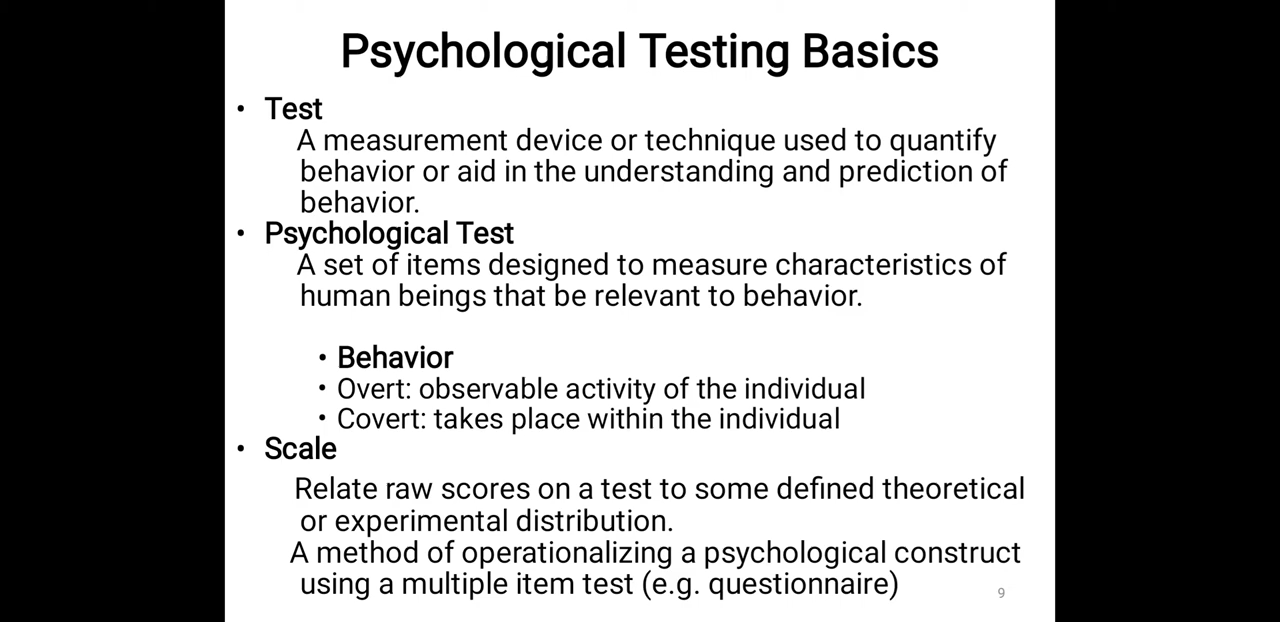 Psychological Testing Basics
• Test
A measurement device or technique used to quantify
behavior or aid in the understanding and prediction of
behavior.
• Psychological Test
A set of items designed to measure characteristics of
human beings that be relevant to behavior.
• Behavior
• Overt: observable activity of the individual
• Covert: takes place within the individual
• Scale
Relate raw scores on a test to some defined theoretical
or experimental distribution.
A method of operationalizing a psychological construct
using a multiple item test (e.g. questionnaire)
9